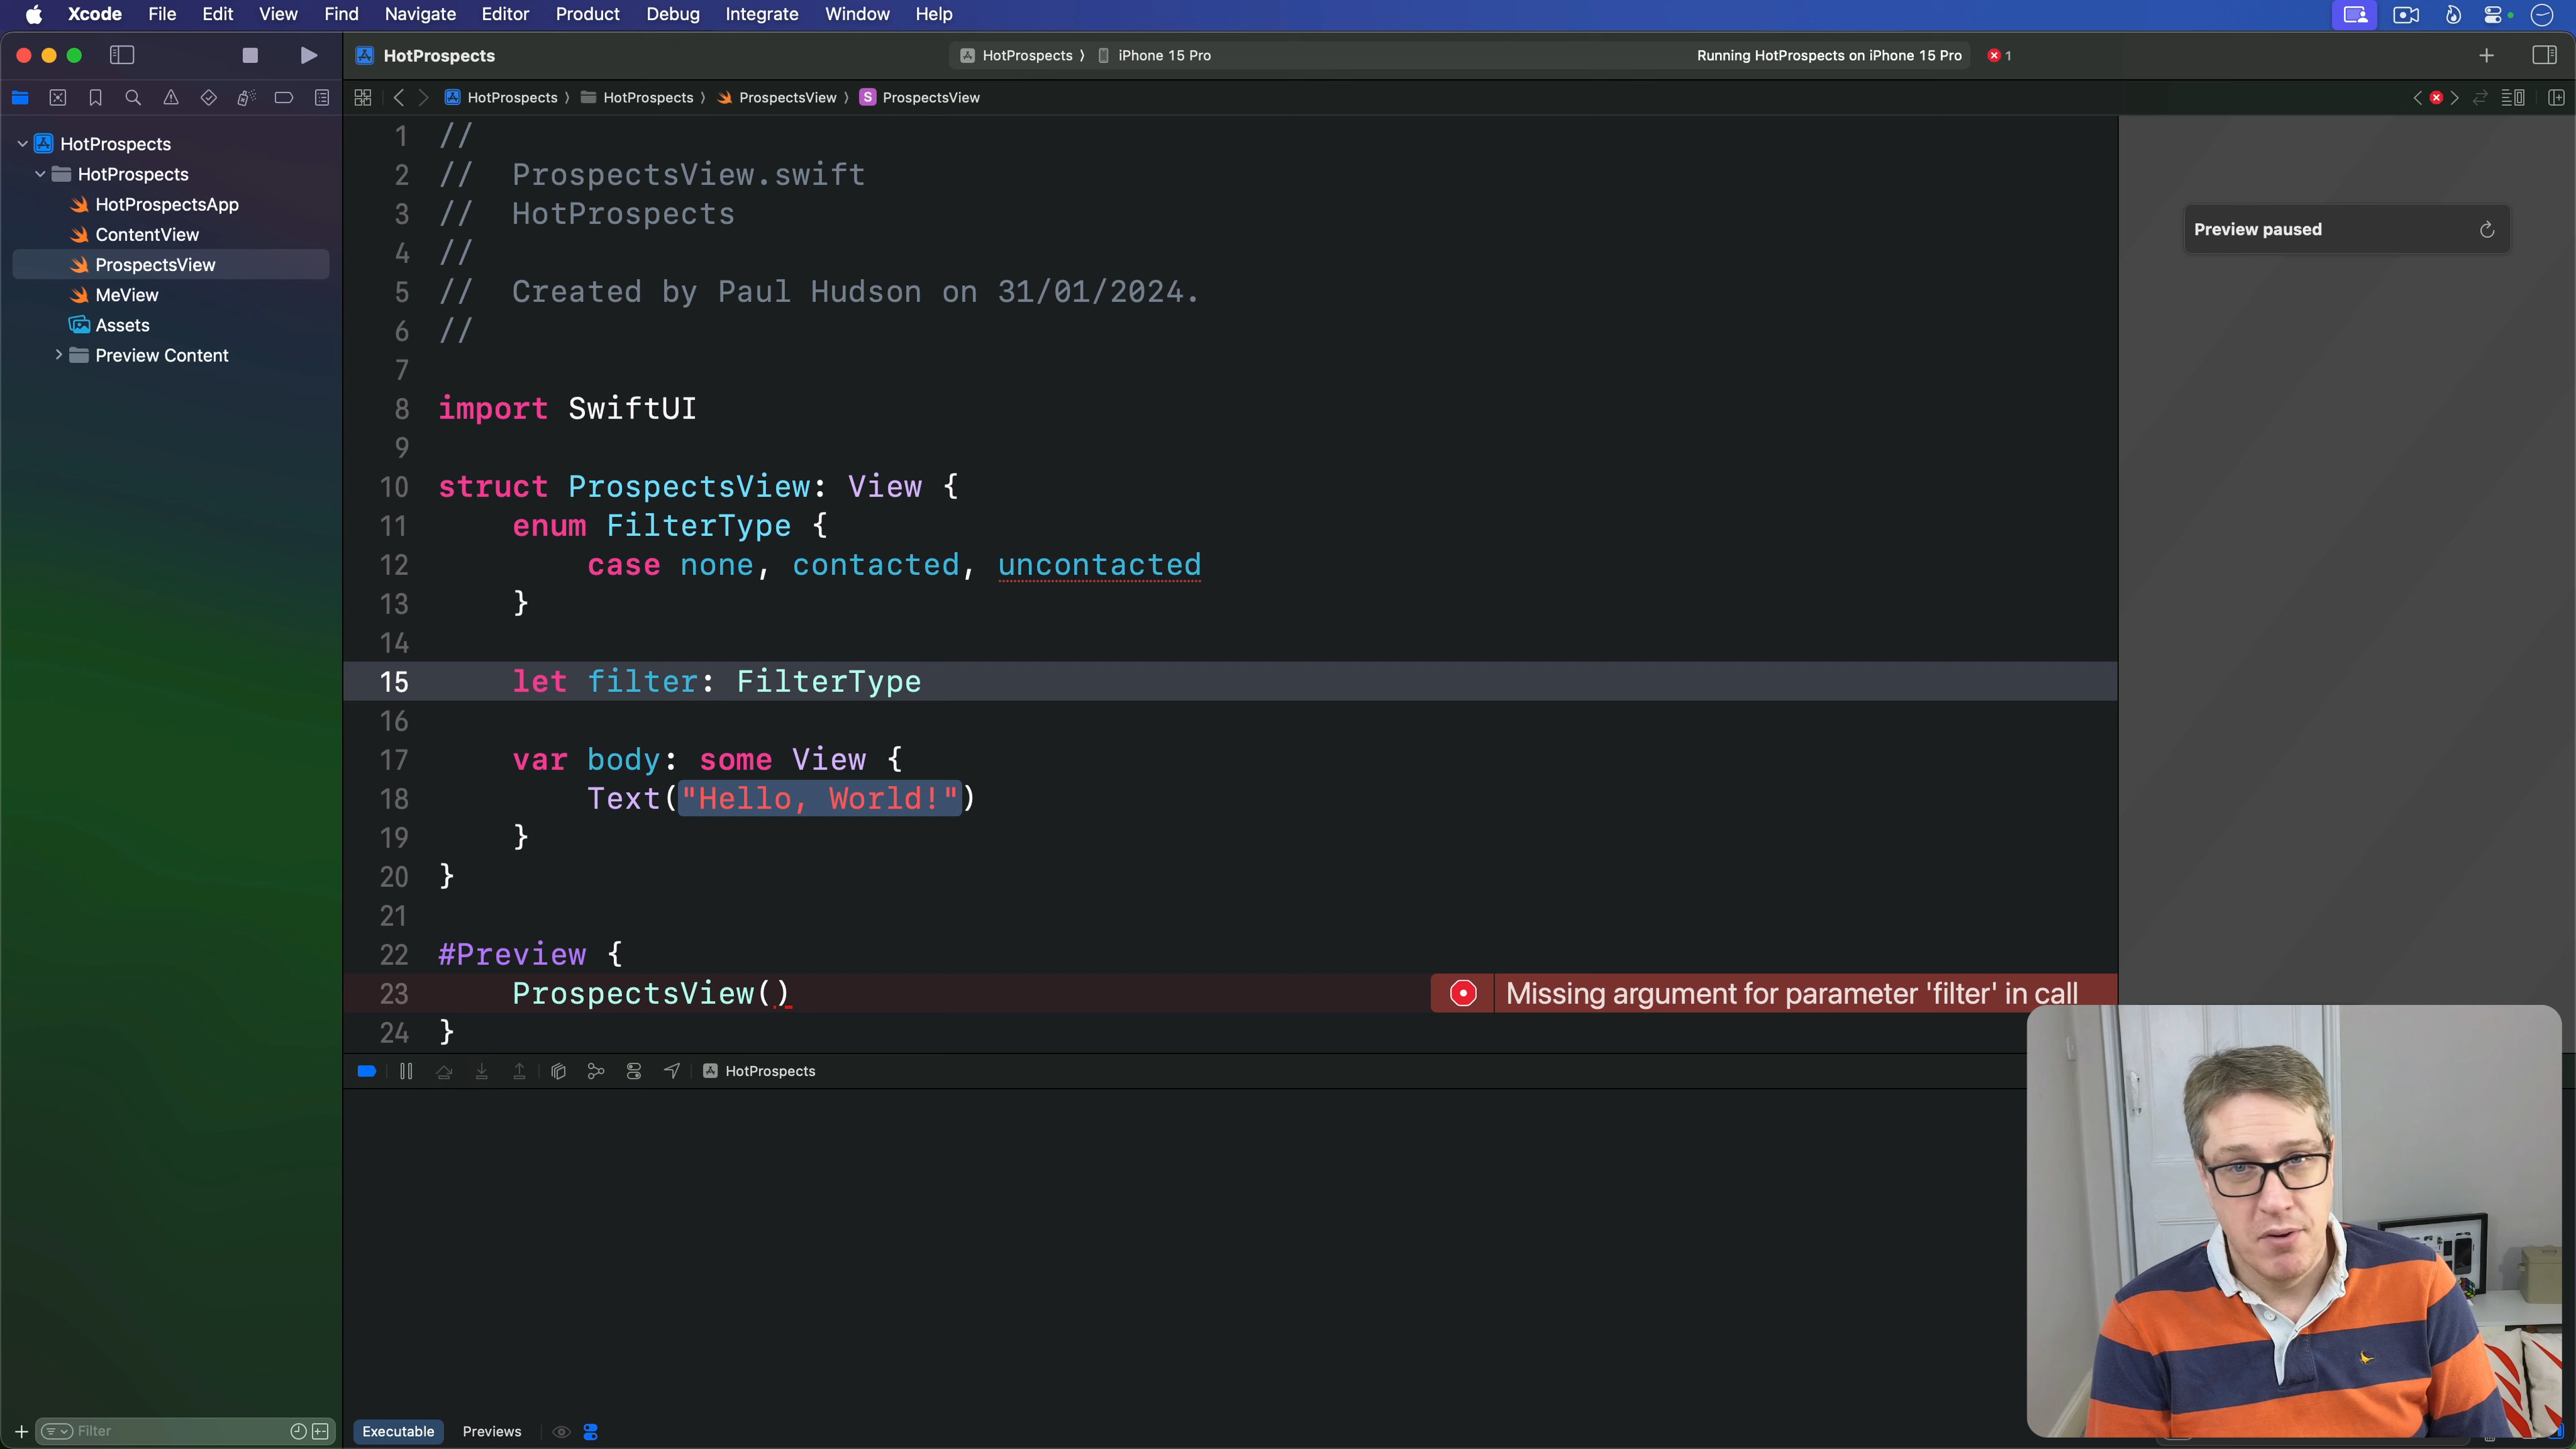 Xcode File Edit View Find Navigate Editor Product Debug Integrate Window Help
HotProspects HotProspects ⟩ iPhone 15 Pro Running HotProspects on iPhone 15 Pro 1
HotProspects ⟩ HotProspects ⟩ ProspectsView ⟩ S ProspectsView
HotProspects
HotProspects
HotProspectsApp
ContentView
ProspectsView
MeView
Assets
Preview Content
1 //
2 // ProspectsView.swift
3 // HotProspects
4 //
5 // Created by Paul Hudson on 31/01/2024.
6 //
7
8 import SwiftUI
9
10 struct ProspectsView: View {
11 enum FilterType {
12 case none, contacted, uncontacted
13 }
14
15 let filter: FilterType
16
17 var body: some View {
18 Text("Hello, World!")
19 }
20 }
21
22 #Preview {
23 ProspectsView() Missing argument for parameter 'filter' in call
24 }
Preview paused
HotProspects
Filter
Executable Previews